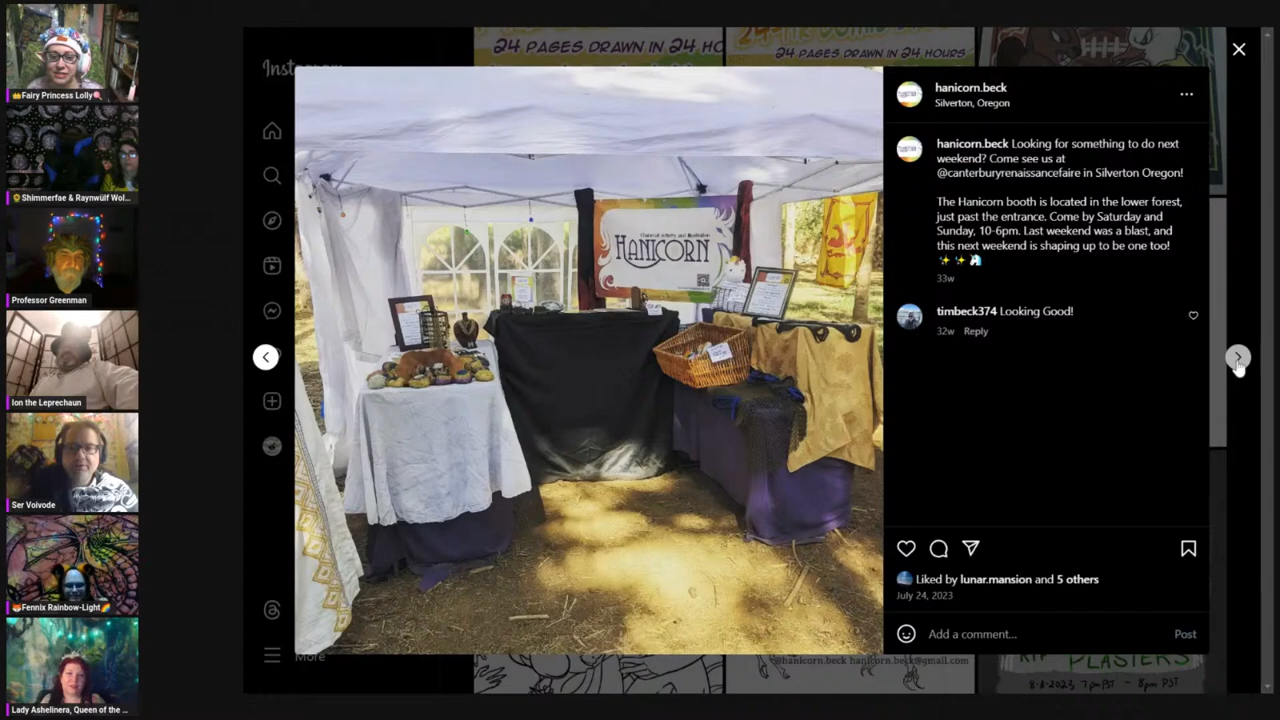 Fairy Princess Lolly
Shimmerfae & Raynwülf Wol...
Professor Greenman
Ion the Leprechaun
Ser Voivode
Fennix Rainbow-Light
Lady Ashelinera, Queen of the ...
24 PAGES DRAWN IN 24 HO
24 PAGES DRAWN IN 24 HOURS
Inst
HANICORN
More
@hanicorn.beck hanicorn.beck@gmail.com
PLASTERS
8-8-2023, 7pm PST - 8pm PST
hanicorn.beck
Silverton, Oregon
hanicorn.beck Looking for something to do next
weekend? Come see us at
@canterburyrenaissancefaire in Silverton Oregon!
The Hanicorn booth is located in the lower forest,
just past the entrance. Come by Saturday and
Sunday, 10-6pm. Last weekend was a blast, and
this next weekend is shaping up to be one too!
33w
timbeck374 Looking Good!
32w Reply
Liked by lunar.mansion and 5 others
July 24, 2023
Add a comment...
Post